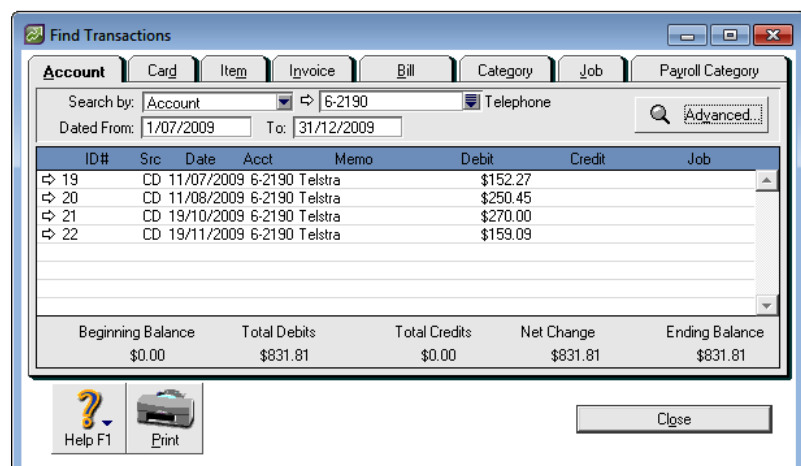 Find Transactions
Account Card Item Invoice Bill Category Job Payroll Category
Search by: Account 6-2190 Telephone
Advanced...
Dated From: 1/07/2009 To: 31/12/2009
ID# Src Date Acct Memo Debit Credit Job
19 CD 11/07/2009 6-2190 Telstra $152.27
20 CD 11/08/2009 6-2190 Telstra $250.45
21 CD 19/10/2009 6-2190 Telstra $270.00
22 CD 19/11/2009 6-2190 Telstra $159.09
Beginning Balance Total Debits Total Credits Net Change Ending Balance
$0.00 $831.81 $0.00 $831.81 $831.81
Help F1 Print Close